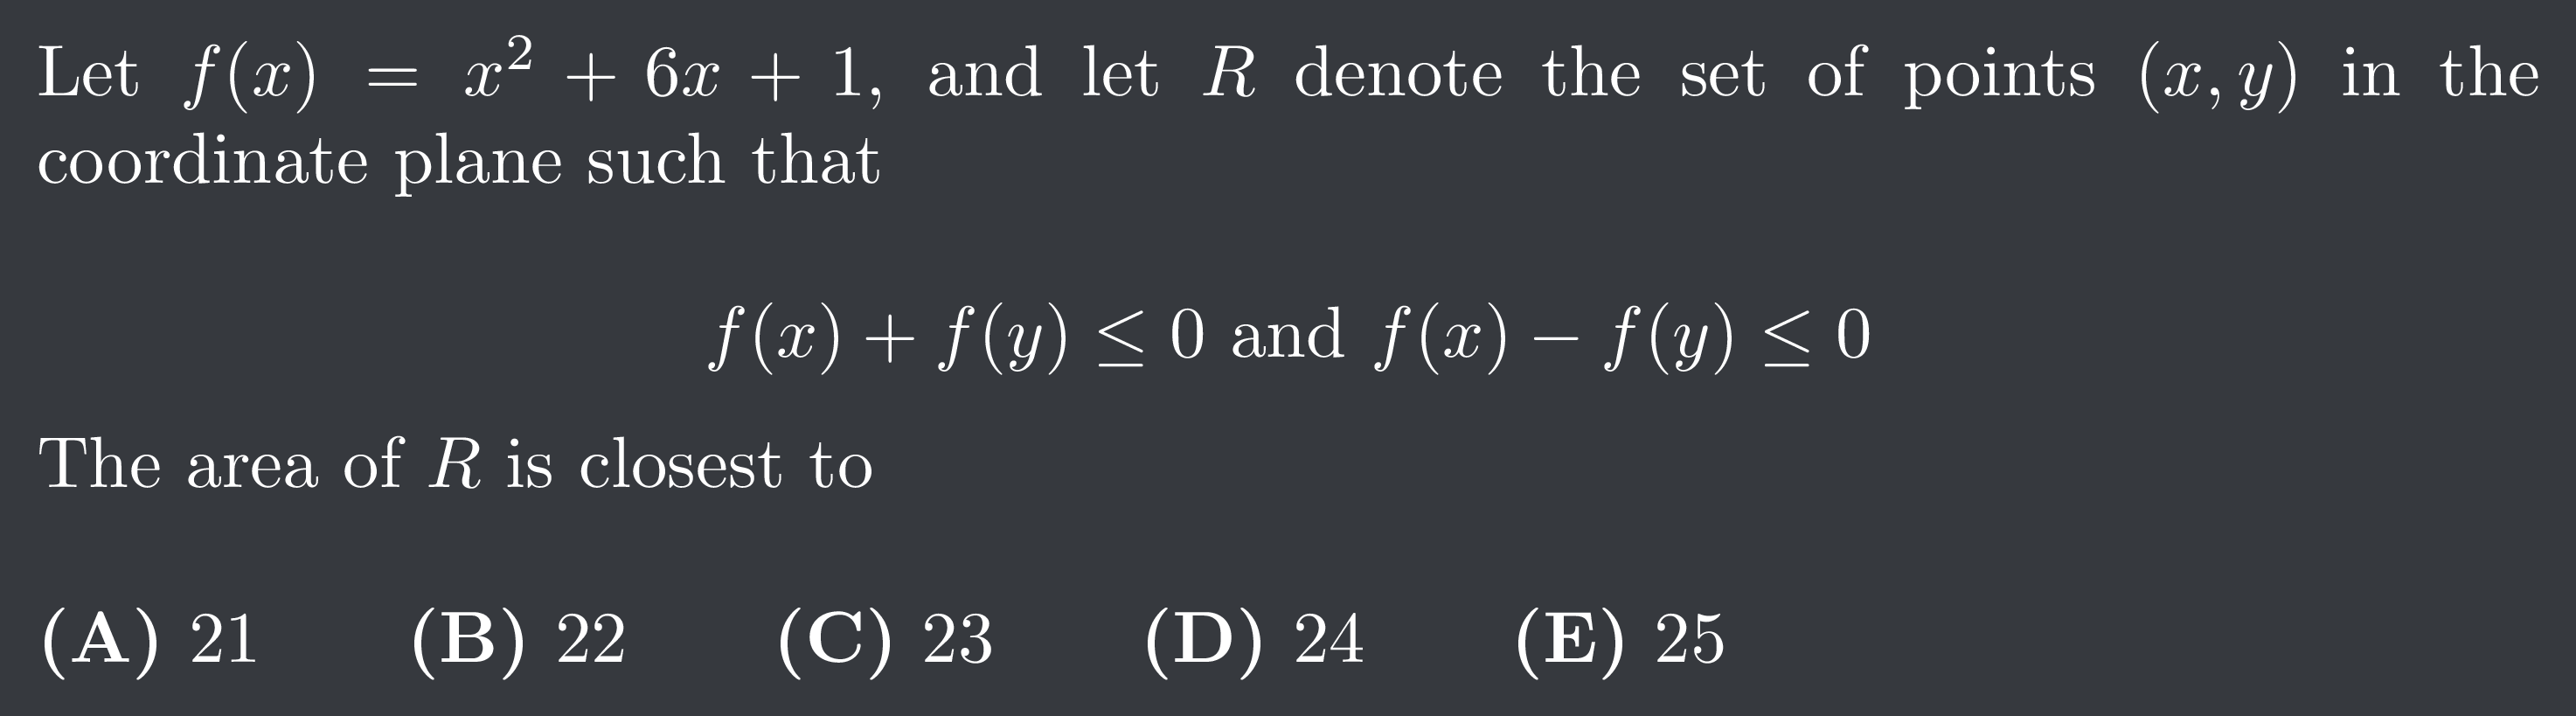 Let f(x) = x² + 6x + 1, and let R denote the set of points (x, y) in the
coordinate plane such that
f(x) + f(y) ≤ 0 and f(x) − f(y) ≤ 0
The area of R is closest to
(A) 21 (B) 22 (C) 23 (D) 24 (E) 25